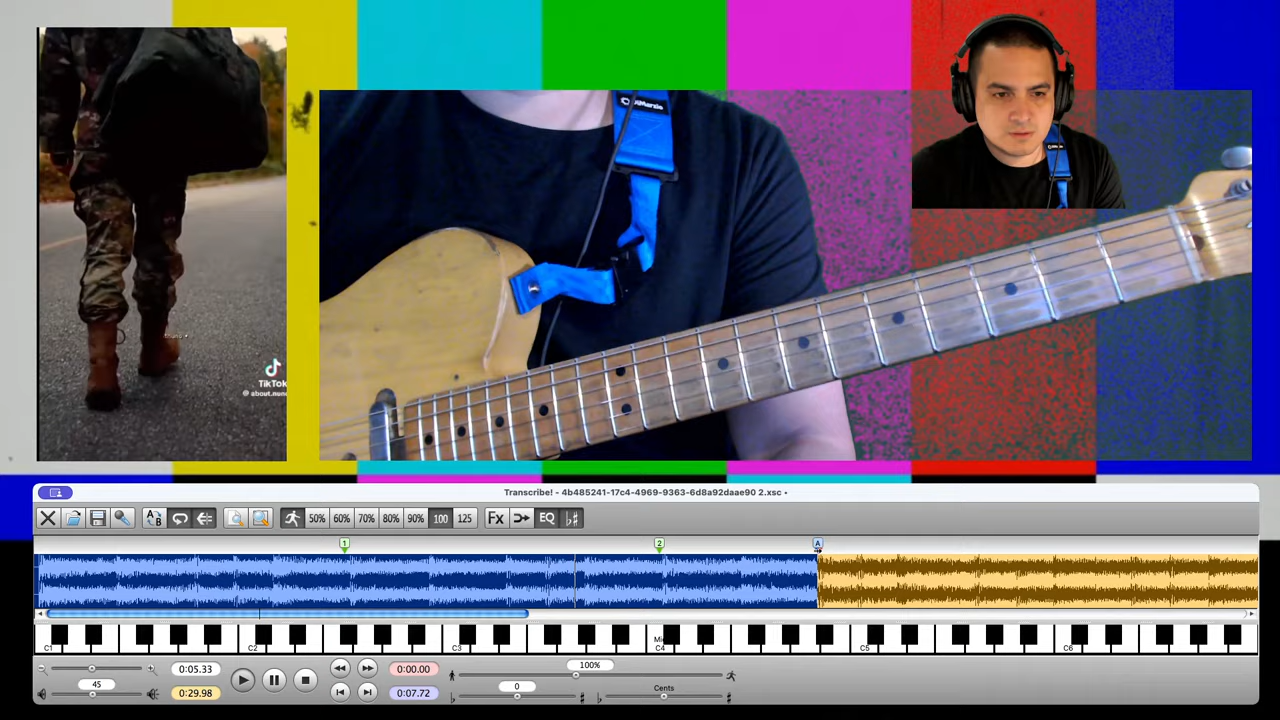 DiMarzio
TikTok
Transcribe! - 4b485241-17c4-4969-9363-6d8a92daae90 2.xsc •
A B
50% 60% 70% 80% 90% 100 125 Fx EQ
1 2 A
C1 C2 C3 C4 C5 C6
0:05.33 0:00.00 100%
45 0:29.98 0:07.72 0 Cents